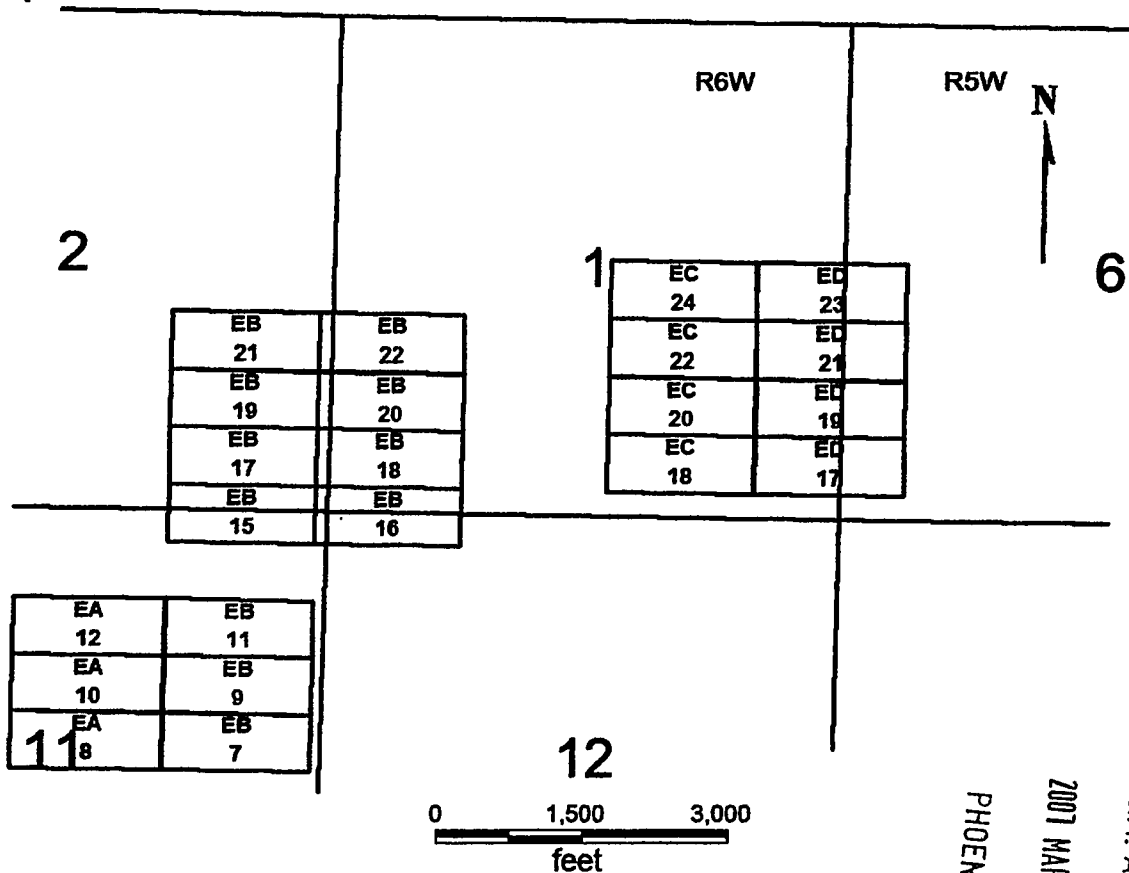 R6W R5W
N
2 1 6
EC ED
24 23
EC ED
22 21
EC ED
20 19
EC ED
18 17
EB EB
21 22
EB EB
19 20
EB EB
17 18
EB EB
15 16
EA EB
12 11
EA EB
10 9
EA EB
8 7
11 12
0 1,500 3,000
feet
2001